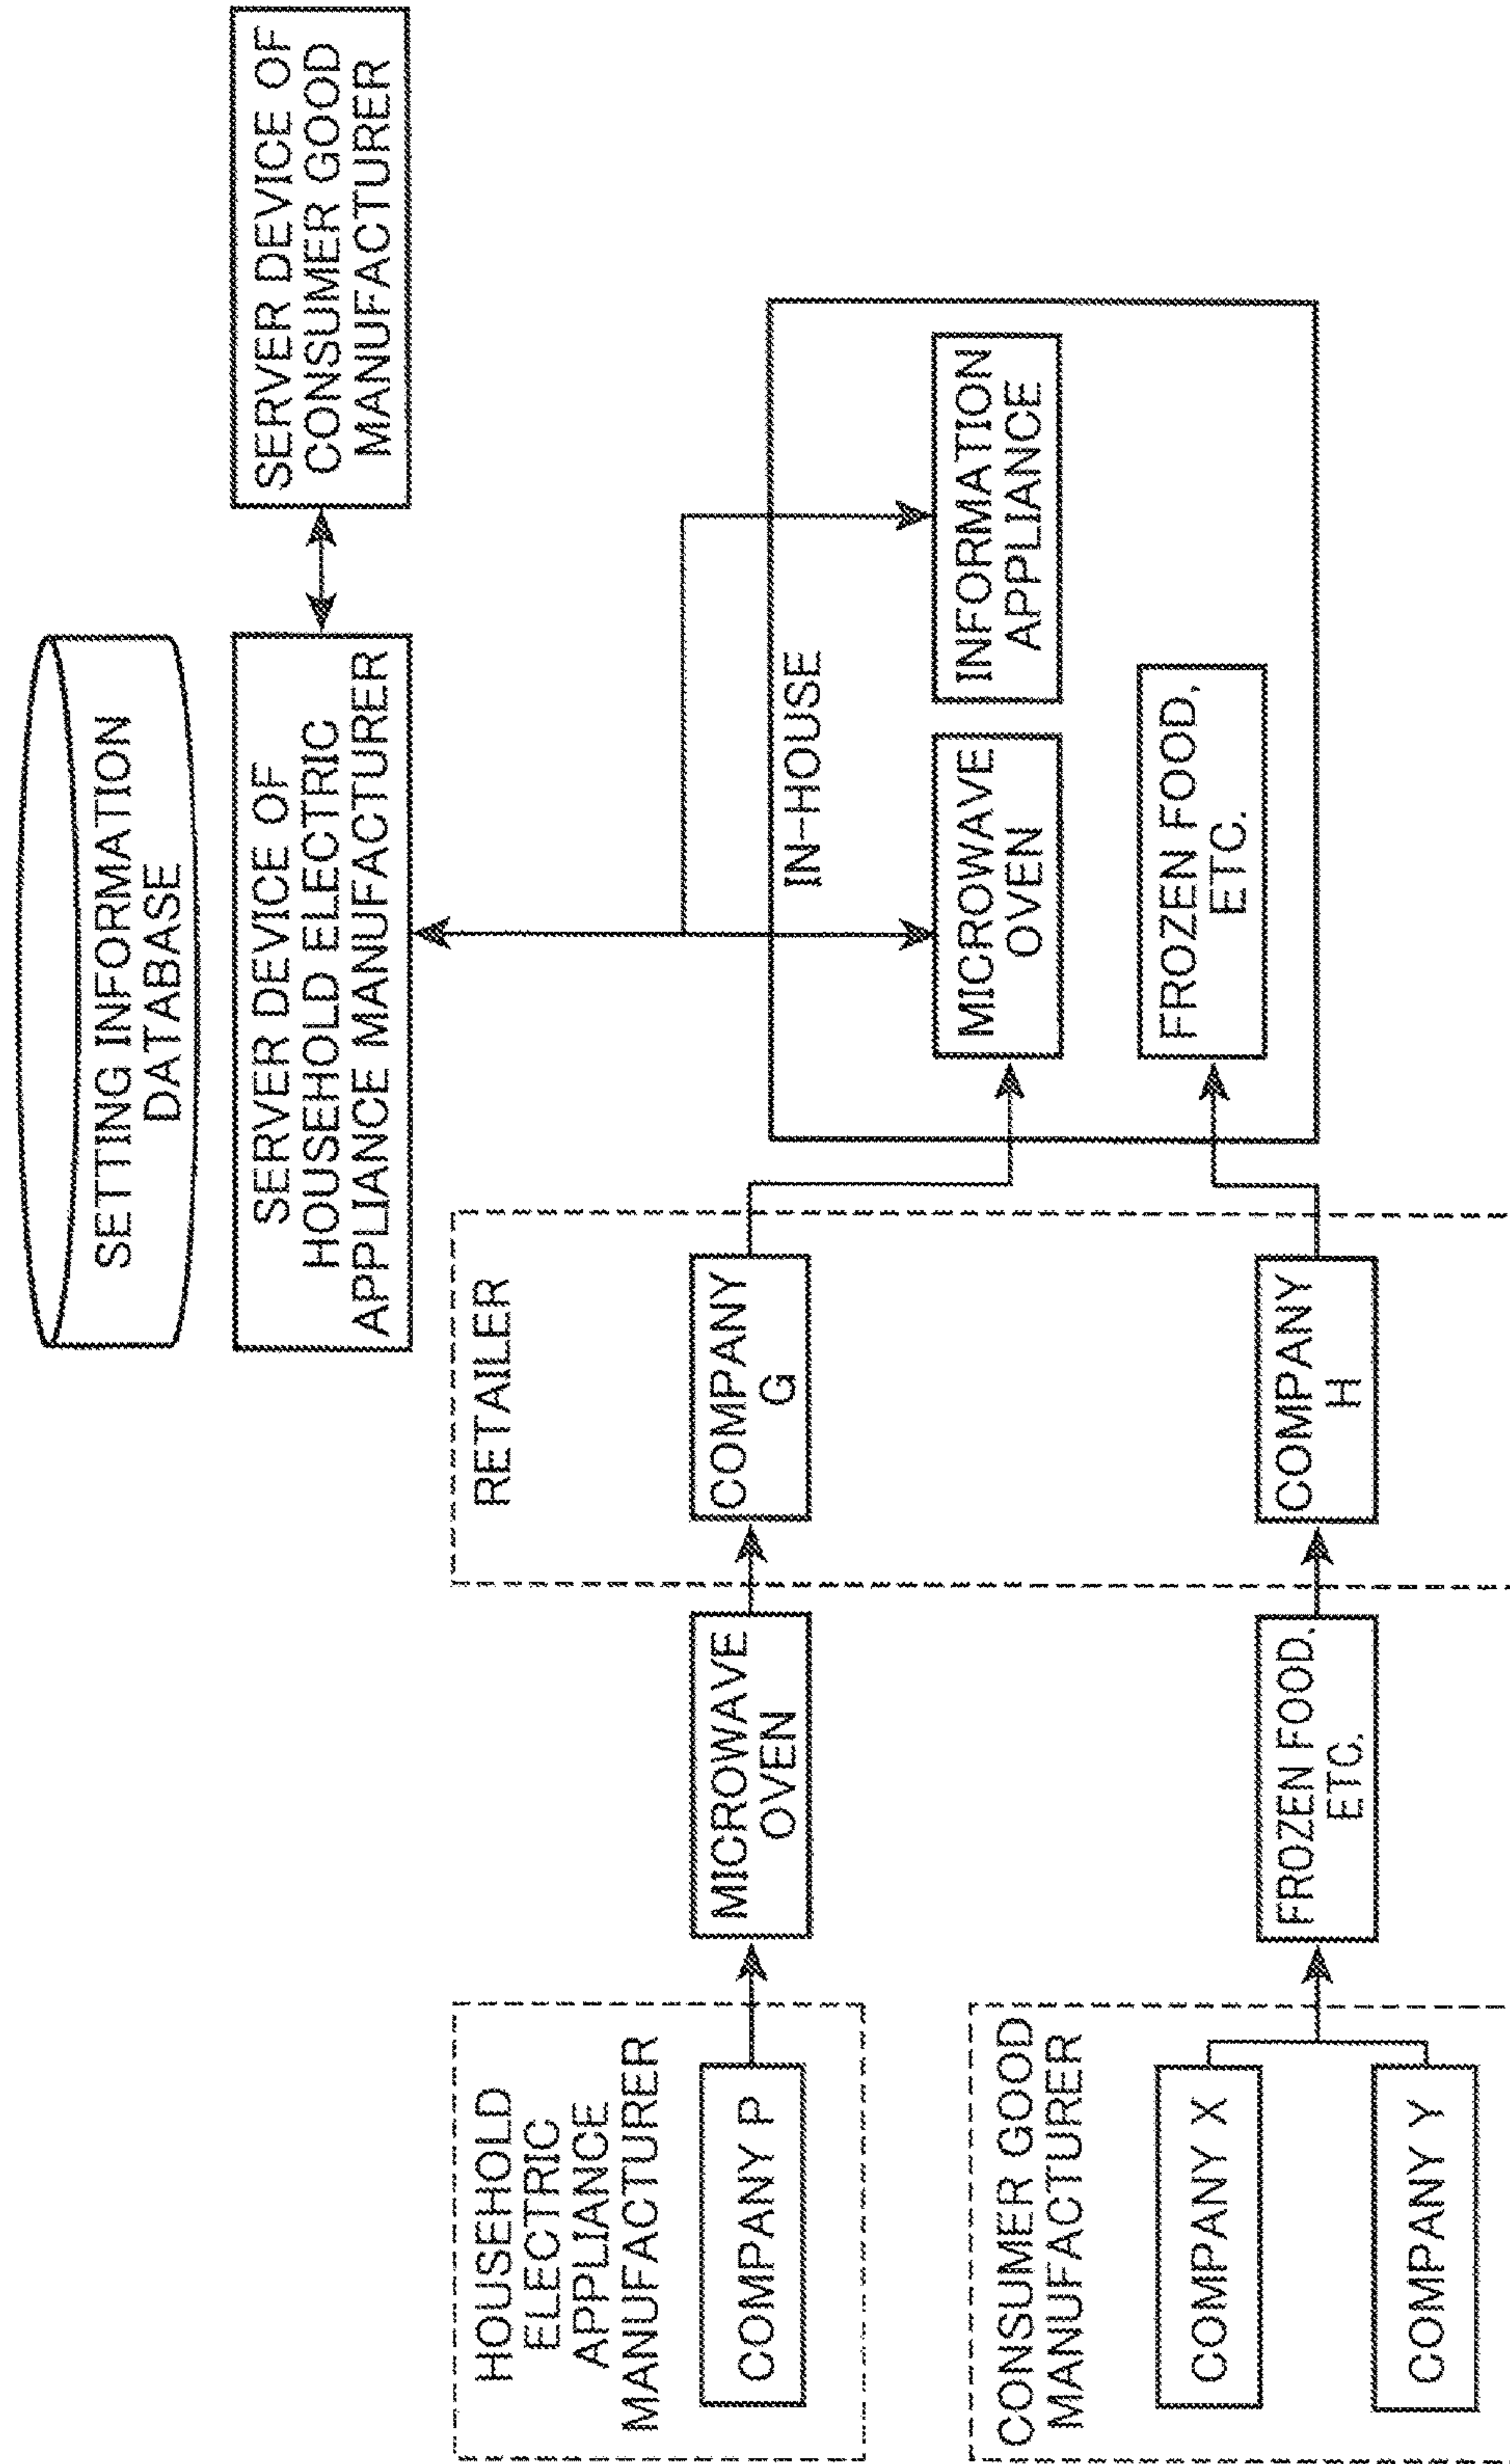 SETTING INFORMATION
DATABASE
SERVER DEVICE OF
HOUSEHOLD ELECTRIC
APPLIANCE MANUFACTURER
SERVER DEVICE OF
CONSUMER GOOD
MANUFACTURER
HOUSEHOLD
ELECTRIC
APPLIANCE
MANUFACTURER
COMPANY P
MICROWAVE
OVEN
RETAILER
COMPANY
G
IN-HOUSE
MICROWAVE
OVEN
INFORMATION
APPLIANCE
CONSUMER GOOD
MANUFACTURER
COMPANY X
COMPANY Y
FROZEN FOOD,
ETC.
COMPANY
H
FROZEN FOOD,
ETC.